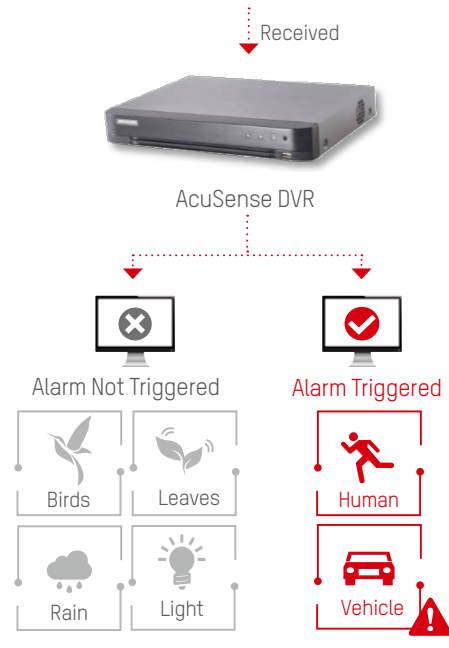 Received
AcuSense DVR
Alarm Not Triggered
Alarm Triggered
Birds
Leaves
Human
Rain
Light
Vehicle